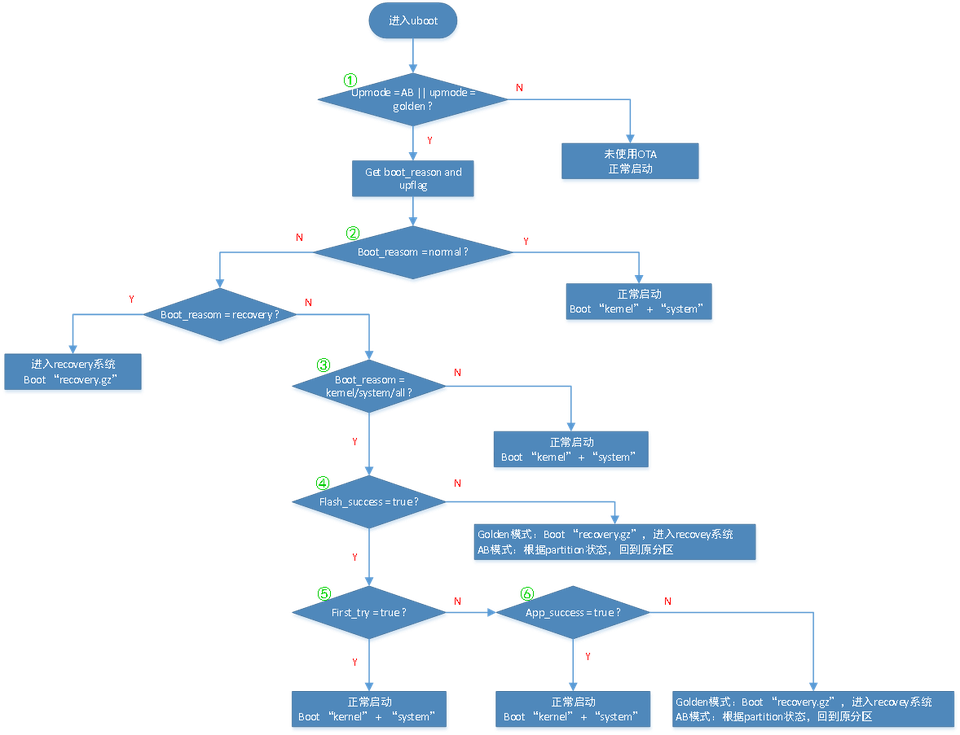 进入uboot
①
Upmode =AB || upmode =
golden ?
N
Y
未使用OTA
正常启动
Get boot_reason and
upflag
②
Boot_reasom = normal ?
N
Y
正常启动
Boot “kernel” + “system”
Boot_reasom = recovery ?
Y
N
进入recovery系统
Boot “recovery.gz”
③
Boot_reasom =
kernel/system/all ?
N
Y
正常启动
Boot “kernel” + “system”
④
Flash_success = true ?
N
Y
Golden模式：Boot “recovery.gz”，进入recovey系统
AB模式：根据partition状态，回到原分区
⑤
First_try = true ?
N
Y
⑥
App_success = true ?
N
Y
正常启动
Boot “kernel” + “system”
正常启动
Boot “kernel” + “system”
Golden模式：Boot “recovery.gz”，进入recovey系统
AB模式：根据partition状态，回到原分区